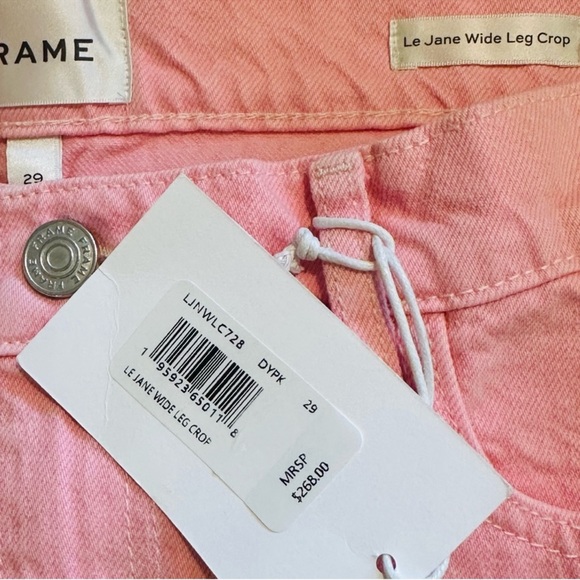 RAME
Le Jane Wide Leg Crop
29
FRAME FRAME
LJNWLC728 DYPK 29
1 95923 65011 8
LE JANE WIDE LEG CROP
MRSP
$268.00